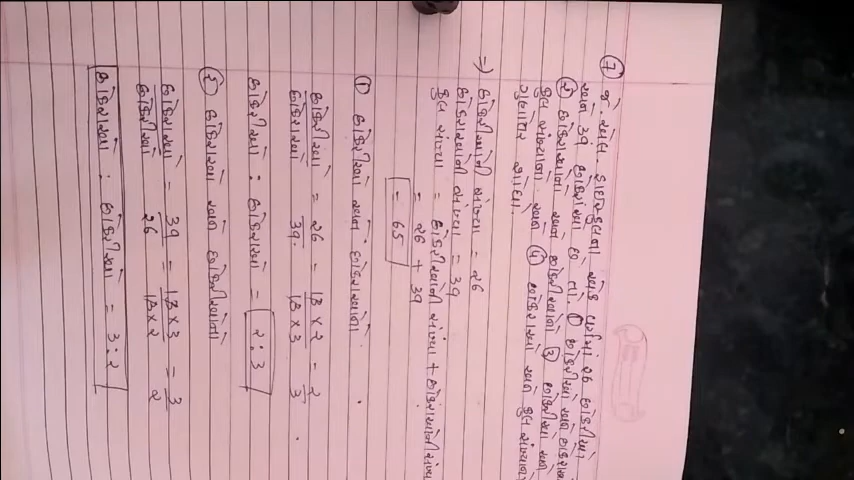 ⑦ જે. એલ. હાઈસ્કુલના એક વર્ગમાં 26 છોકરીઓ
અને 39 છોકરાઓ છે તો. ① છોકરીઓ અને છોકરાઓ
② છોકરાઓ અને છોકરીઓ ③ છોકરીઓ અને
કુલ સંખ્યાના અને ④ છોકરાઓ અને કુલ સંખ્યાનો
ગુણોત્તર શોધો.
⇒ છોકરીઓની સંખ્યા = 26
છોકરાઓની સંખ્યા = 39
કુલ સંખ્યા = છોકરીઓની સંખ્યા + છોકરાઓની સંખ્યા
= 26 + 39
= 65
① છોકરીઓ અને છોકરાઓનો
છોકરીઓ / છોકરાઓ = 26 / 39 = 13 × 2 / 13 × 3 = 2 / 3
છોકરીઓ : છોકરાઓ = 2 : 3
② છોકરાઓ અને છોકરીઓનો
છોકરાઓ / છોકરીઓ = 39 / 26 = 13 × 3 / 13 × 2 = 3 / 2
છોકરાઓ : છોકરીઓ = 3 : 2